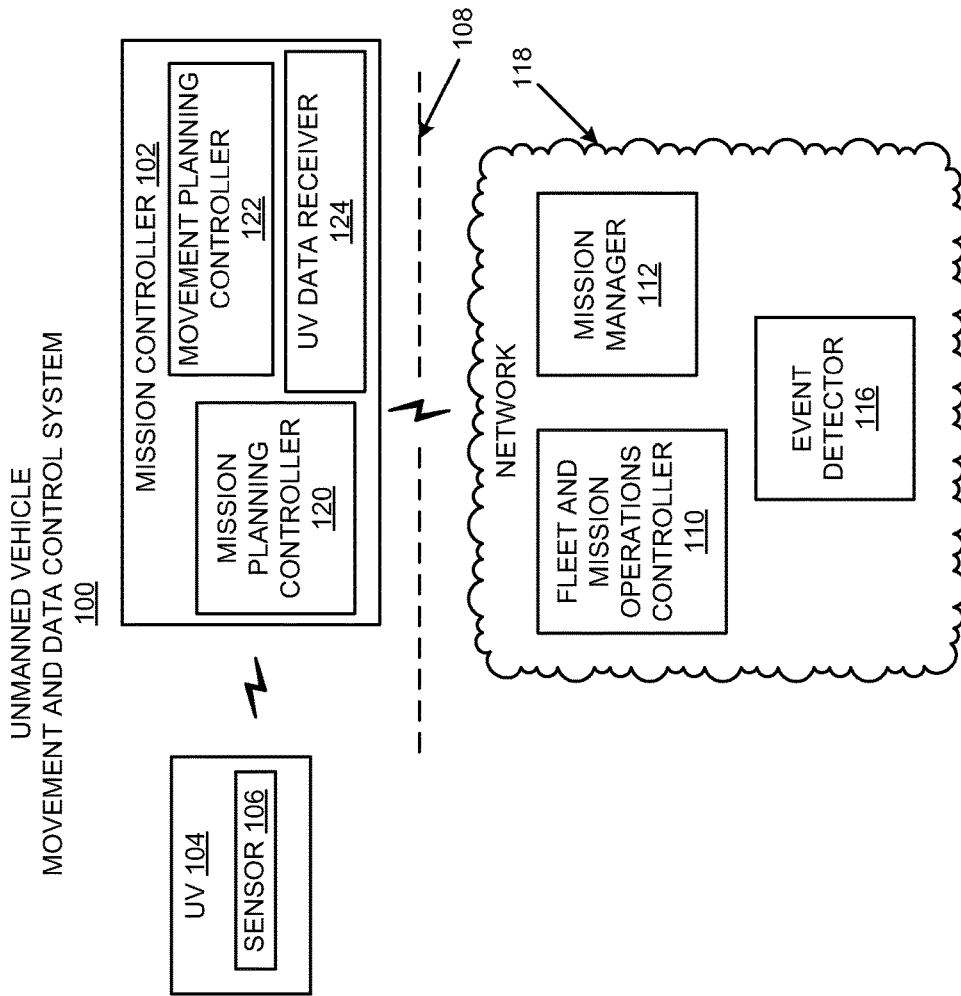 UNMANNED VEHICLE
MOVEMENT AND DATA CONTROL SYSTEM
100
UV 104
SENSOR 106
MISSION CONTROLLER 102
MISSION
PLANNING
CONTROLLER
120
MOVEMENT PLANNING
CONTROLLER
122
UV DATA RECEIVER
124
108
118
NETWORK
FLEET AND
MISSION
OPERATIONS
CONTROLLER
110
MISSION
MANAGER
112
EVENT
DETECTOR
116